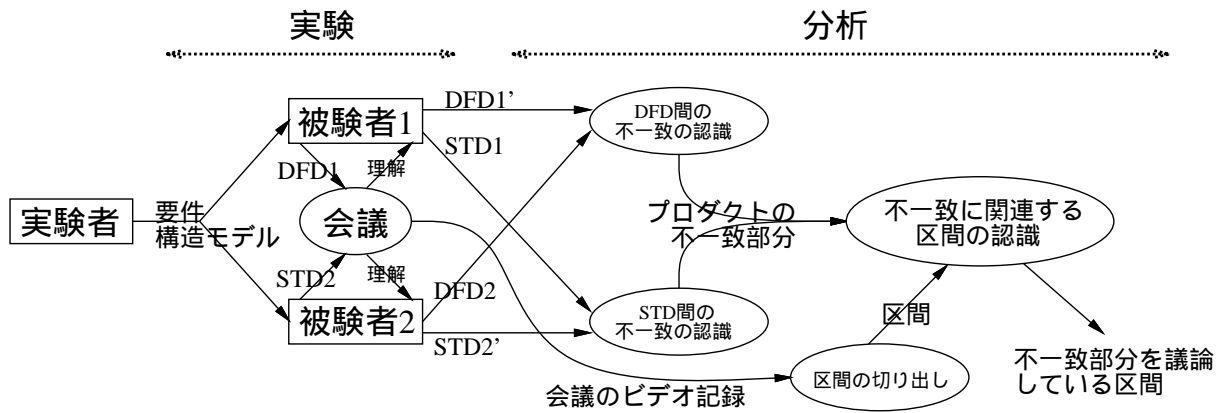 実験
分析
被験者1
DFD1'
DFD間の
不一致の認識
STD1
DFD1
理解
実験者
要件
構造モデル
会議
プロダクトの
不一致部分
不一致に関連する
区間の認識
STD2
理解
DFD2
被験者2
STD2'
STD間の
不一致の認識
区間
会議のビデオ記録
区間の切り出し
不一致部分を議論
している区間